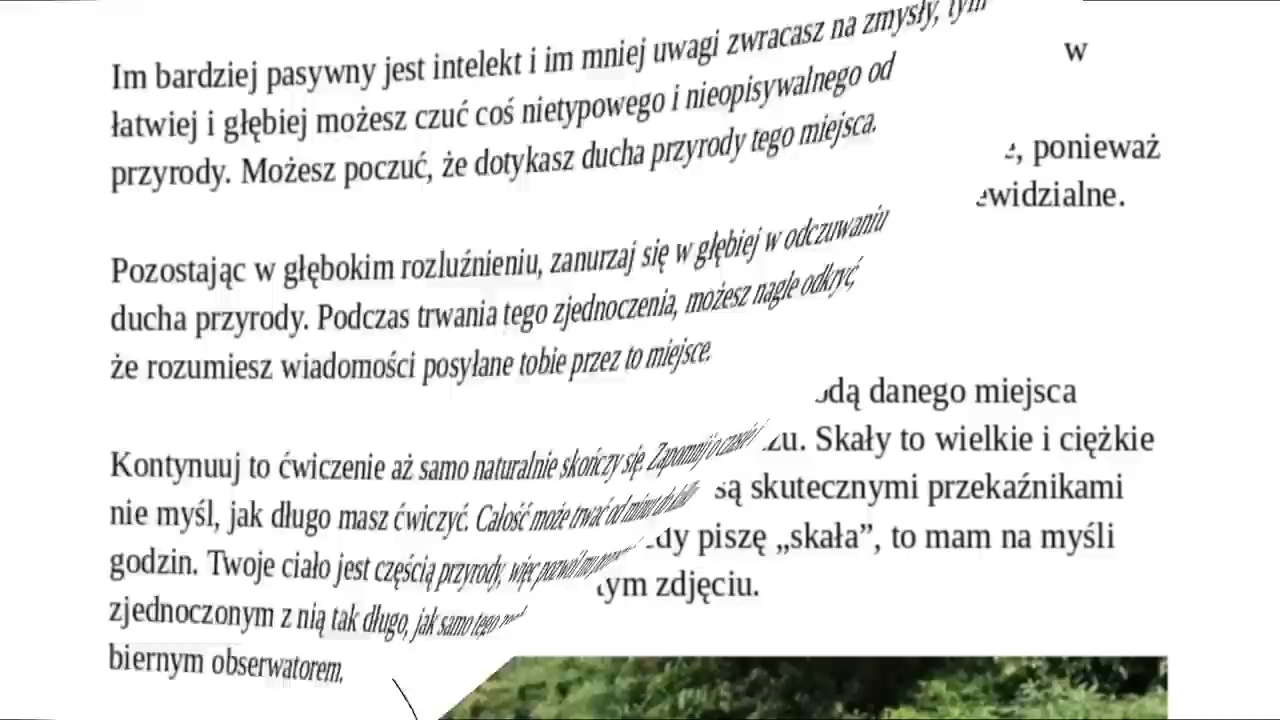 Im bardziej pasywny jest intelekt i im mniej uwagi zwracasz na zmysły, tym
łatwiej i głębiej możesz czuć coś nietypowego i nieopisywalnego od
przyrody. Możesz poczuć, że dotykasz ducha przyrody tego miejsca.
Pozostając w głębokim rozluźnieniu, zanurzaj się w głębiej w odczuwaniu
ducha przyrody. Podczas trwania tego zjednoczenia, możesz nagle odkryć,
że rozumiesz wiadomości posyłane tobie przez to miejsce.
Kontynuuj to ćwiczenie aż samo naturalnie skończy się. Zapomnij o czasie i
nie myśl, jak długo masz ćwiczyć. Całość może trwać od minut do kilku
godzin. Twoje ciało jest częścią przyrody, więc pozwól mu
zjednoczonym z nią tak długo, jak samo tego
biernym obserwatorem.
w
, ponieważ
ewidzialne.
odą danego miejsca
zu. Skały to wielkie i ciężkie
są skutecznymi przekaźnikami
dy piszę „skała”, to mam na myśli
tym zdjęciu.